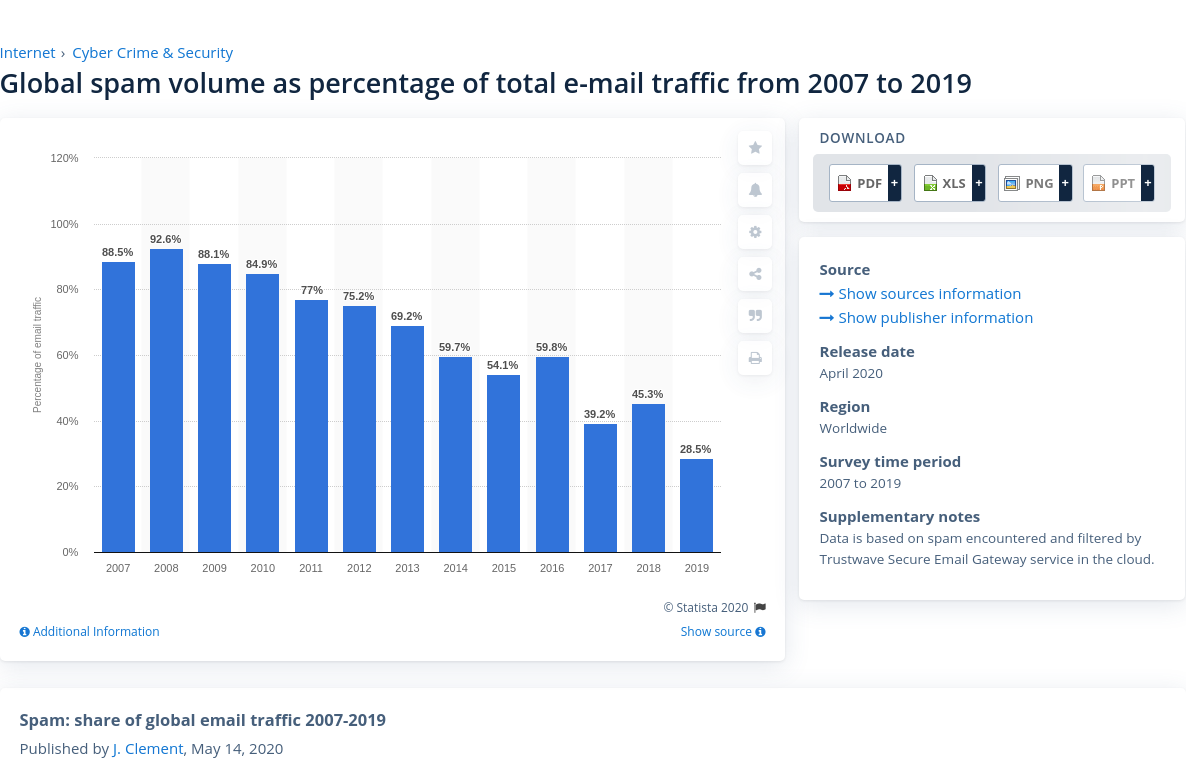 Internet › Cyber Crime & Security
Global spam volume as percentage of total e-mail traffic from 2007 to 2019
120%
100%
80%
60%
40%
20%
0%
Percentage of email traffic
88.5%
92.6%
88.1%
84.9%
77%
75.2%
69.2%
59.7%
54.1%
59.8%
39.2%
45.3%
28.5%
2007 2008 2009 2010 2011 2012 2013 2014 2015 2016 2017 2018 2019
© Statista 2020
Additional Information
Show source
DOWNLOAD
PDF + XLS + PNG + PPT +
Source
Show sources information
Show publisher information
Release date
April 2020
Region
Worldwide
Survey time period
2007 to 2019
Supplementary notes
Data is based on spam encountered and filtered by
Trustwave Secure Email Gateway service in the cloud.
Spam: share of global email traffic 2007-2019
Published by J. Clement, May 14, 2020